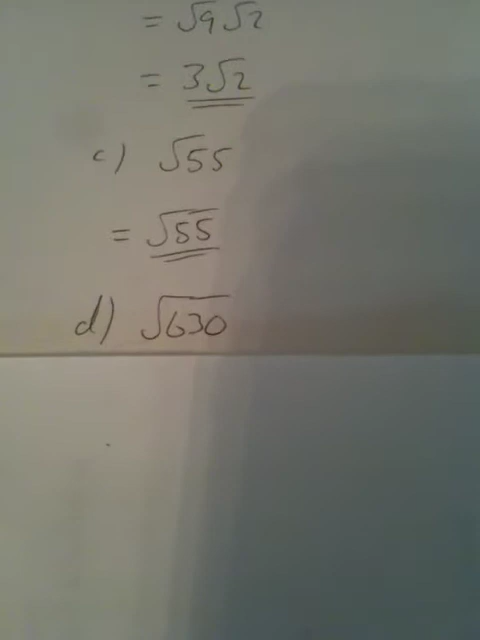 = √9√2
= 3√2
c) √55
= √55
d) √630